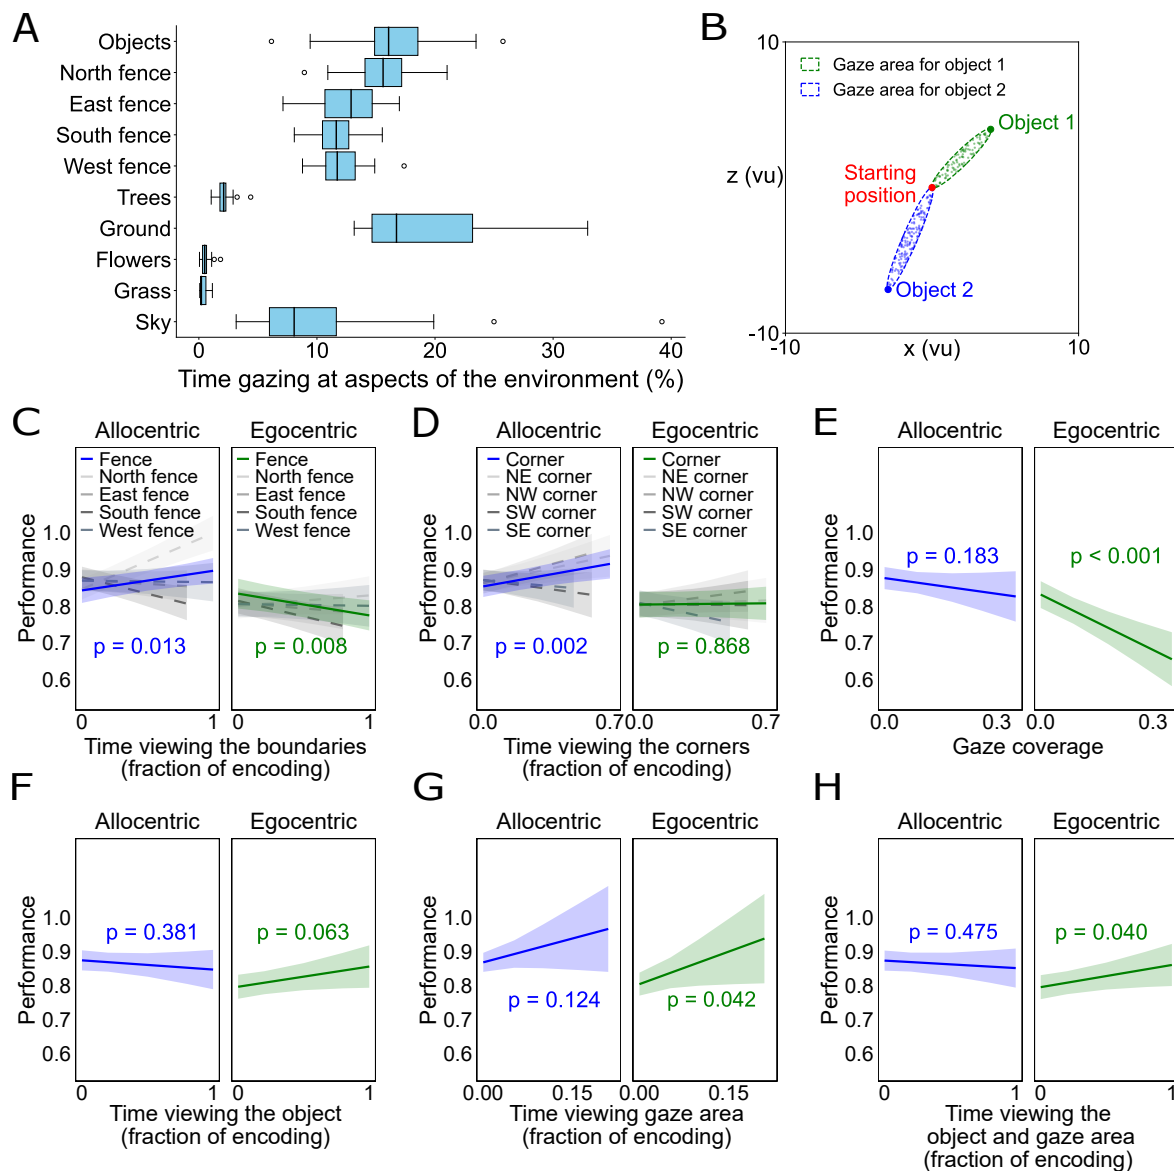 A
Objects
North fence
East fence
South fence
West fence
Trees
Ground
Flowers
Grass
Sky
0 10 20 30 40
Time gazing at aspects of the environment (%)
B
10
Gaze area for object 1
Gaze area for object 2
Object 1
z (vu)
Starting
position
Object 2
-10
-10 x (vu) 10
C
Allocentric Egocentric
Fence
North fence
East fence
South fence
West fence
Fence
North fence
East fence
South fence
West fence
Performance
1.0
0.9
0.8
0.7
0.6
p = 0.013
p = 0.008
0 1 0 1
Time viewing the boundaries
(fraction of encoding)
D
Allocentric Egocentric
Corner
NE corner
NW corner
SW corner
SE corner
Corner
NE corner
NW corner
SW corner
SE corner
Performance
1.0
0.9
0.8
0.7
0.6
p = 0.002
p = 0.868
0.0 0.7 0.0 0.7
Time viewing the corners
(fraction of encoding)
E
Allocentric Egocentric
Performance
1.0
0.9
0.8
0.7
0.6
p = 0.183
p < 0.001
0.0 0.3 0.0 0.3
Gaze coverage
F
Allocentric Egocentric
Performance
1.0
0.9
0.8
0.7
0.6
p = 0.381
p = 0.063
0 1 0 1
Time viewing the object
(fraction of encoding)
G
Allocentric Egocentric
Performance
1.0
0.9
0.8
0.7
0.6
p = 0.124
p = 0.042
0.00 0.15 0.00 0.15
Time viewing gaze area
(fraction of encoding)
H
Allocentric Egocentric
Performance
1.0
0.9
0.8
0.7
0.6
p = 0.475
p = 0.040
0 1 0 1
Time viewing the
object and gaze area
(fraction of encoding)